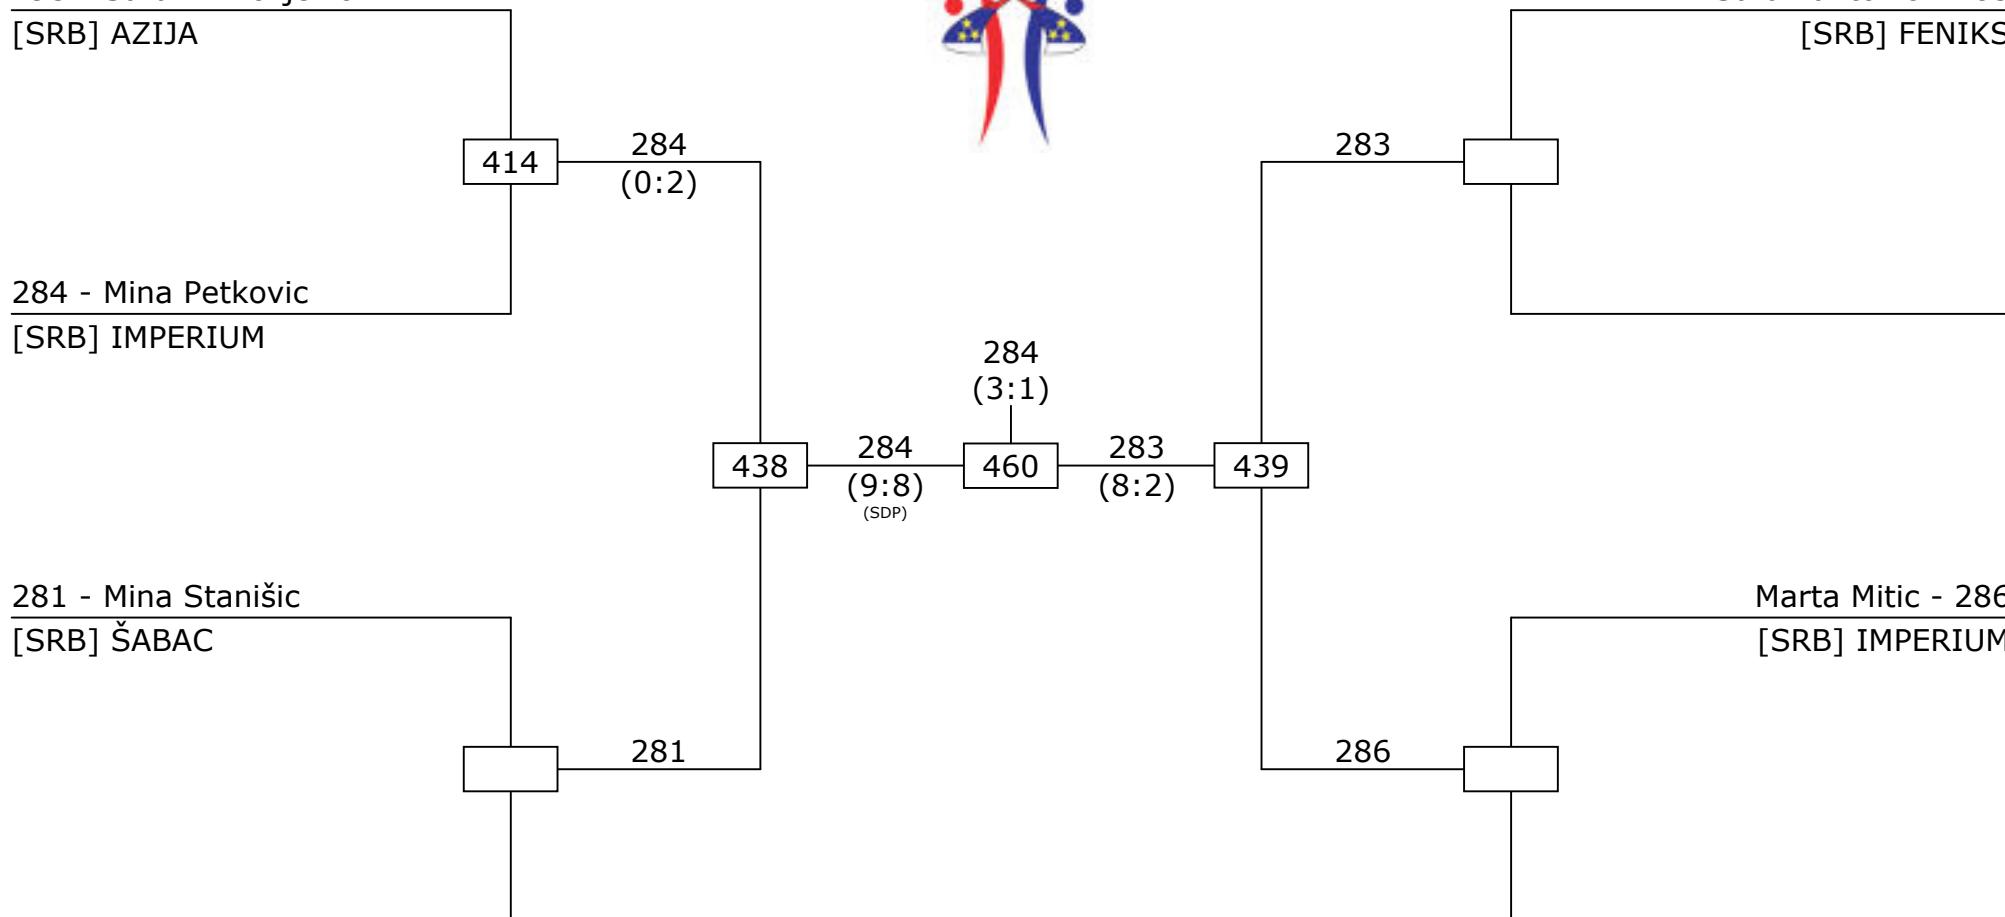 [SRB] AZIJA
[SRB] FENIKS
414
284
(0:2)
283
284 - Mina Petkovic
[SRB] IMPERIUM
284
(3:1)
438
284
(9:8)
(SDP)
460
283
(8:2)
439
281 - Mina Stanišic
[SRB] ŠABAC
Marta Mitic - 286
[SRB] IMPERIUM
281
286